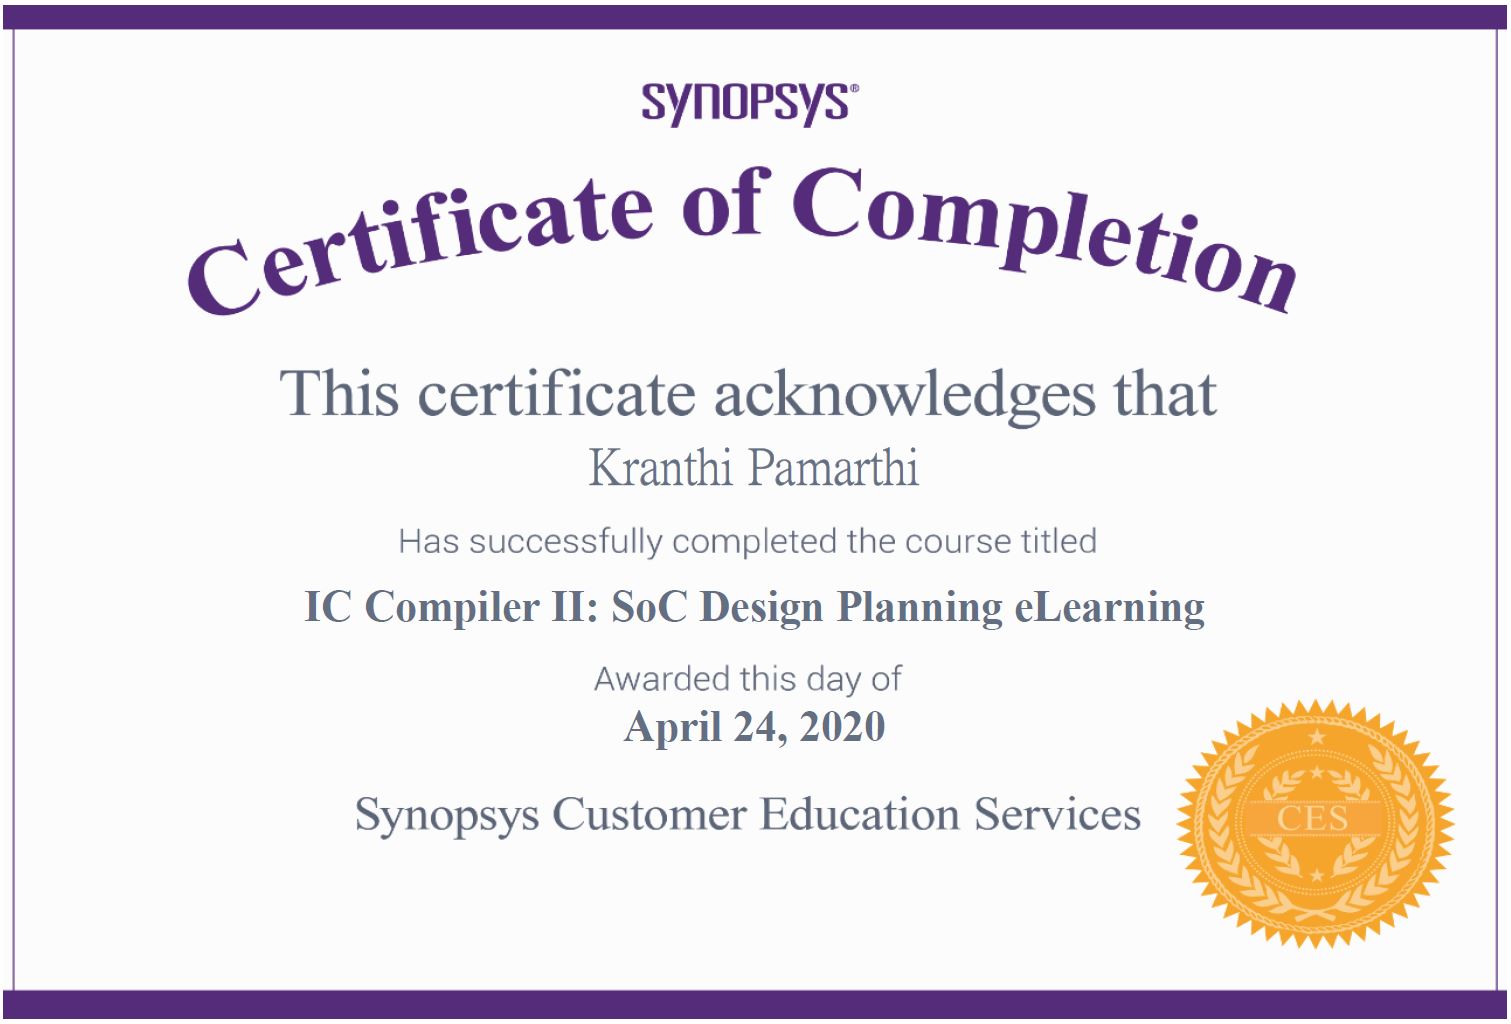 SYNOPSYS®
Certificate of Completion
This certificate acknowledges that
Kranthi Pamarthi
Has successfully completed the course titled
IC Compiler II: SoC Design Planning eLearning
Awarded this day of
April 24, 2020
Synopsys Customer Education Services
CES